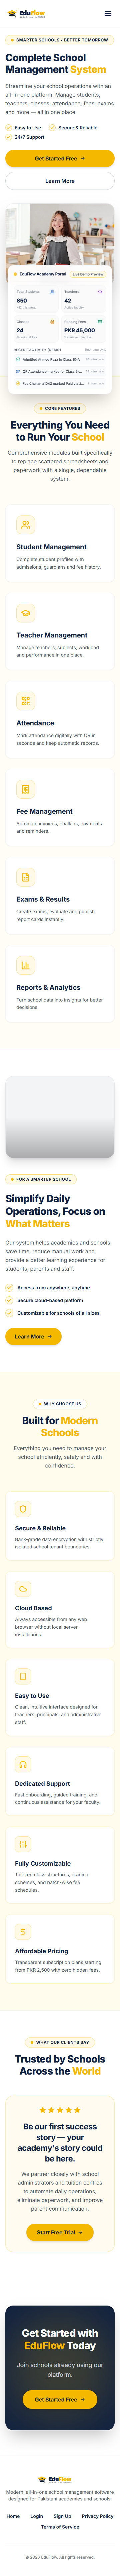 EduFlow
SMARTER SCHOOLS • BETTER TOMORROW
Complete School
Management System
Streamline your school operations with an
all-in-one platform. Manage students,
teachers, classes, attendance, fees, exams
and much more — all in one place.
Easy to Use
Secure & Reliable
24/7 Support
Get Started Free →
Learn More
EduFlow Academy Portal
Live Demo Preview
Total Students
850
Teachers
42
Classes
24
Pending Fees
PKR 45,000
RECENT ACTIVITY (DEMO)
Admitted Ahmed Raza to Class 10-A
QR Attendance marked for Class 9-
CORE FEATURES
Everything You Need
to Run Your School
Comprehensive modules built specifically
to replace scattered spreadsheets and
paperwork with a single, dependable
system.
Student Management
Complete student profiles with
admissions, guardians and fee history.
Teacher Management
Manage teachers, subjects, workload
and performance in one place.
Attendance
Mark attendance digitally with QR in
seconds and keep automatic records.
Fee Management
Automate invoices, challans, payments
and reminders.
Exams & Results
Create exams, evaluate and publish
report cards instantly.
Reports & Analytics
Turn school data into insights for better
decisions.
FOR A SMARTER SCHOOL
Simplify Daily
Operations, Focus on
What Matters
Our system helps academies and schools
save time, reduce manual work and
provide a better learning experience for
students, parents and staff.
Access from anywhere, anytime
Secure cloud-based platform
Customizable for schools of all sizes
Learn More →
WHY CHOOSE US
Built for Modern
Schools
Everything you need to manage your
school efficiently, safely and with
confidence.
Secure & Reliable
Bank-grade data encryption with strictly
isolated school tenant boundaries.
Cloud Based
Always accessible from any web
browser without local server
installations.
Easy to Use
Clean, intuitive interface designed for
teachers, principals, and administrative
staff.
Dedicated Support
Fast onboarding, guided training, and
continuous assistance for your faculty.
Fully Customizable
Tailored class structures, grading
schemes, and batch-wise fee
schedules.
Affordable Pricing
Transparent subscription plans starting
from PKR 2,500 with zero hidden fees.
WHAT OUR CLIENTS SAY
Trusted by Schools
Across the World
Be our first success
story — your
academy's story could
be here.
We partner closely with school
administrators and tuition centers
to automate daily operations,
eliminate paperwork, and improve
parent communication.
Start Free Trial →
Get Started with
EduFlow Today
Join schools already using our
platform.
Get Started Free →
EduFlow
Modern, all-in-one school management software
designed for Pakistani academies and schools.
Home Login Sign Up Privacy Policy
Terms of Service
© 2026 EduFlow. All rights reserved.